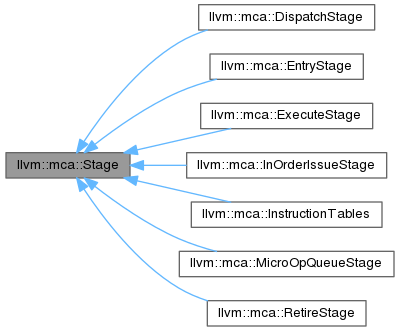 llvm::mca::DispatchStage
llvm::mca::EntryStage
llvm::mca::ExecuteStage
llvm::mca::Stage
llvm::mca::InOrderIssueStage
llvm::mca::InstructionTables
llvm::mca::MicroOpQueueStage
llvm::mca::RetireStage